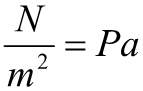 N/m² = Pa